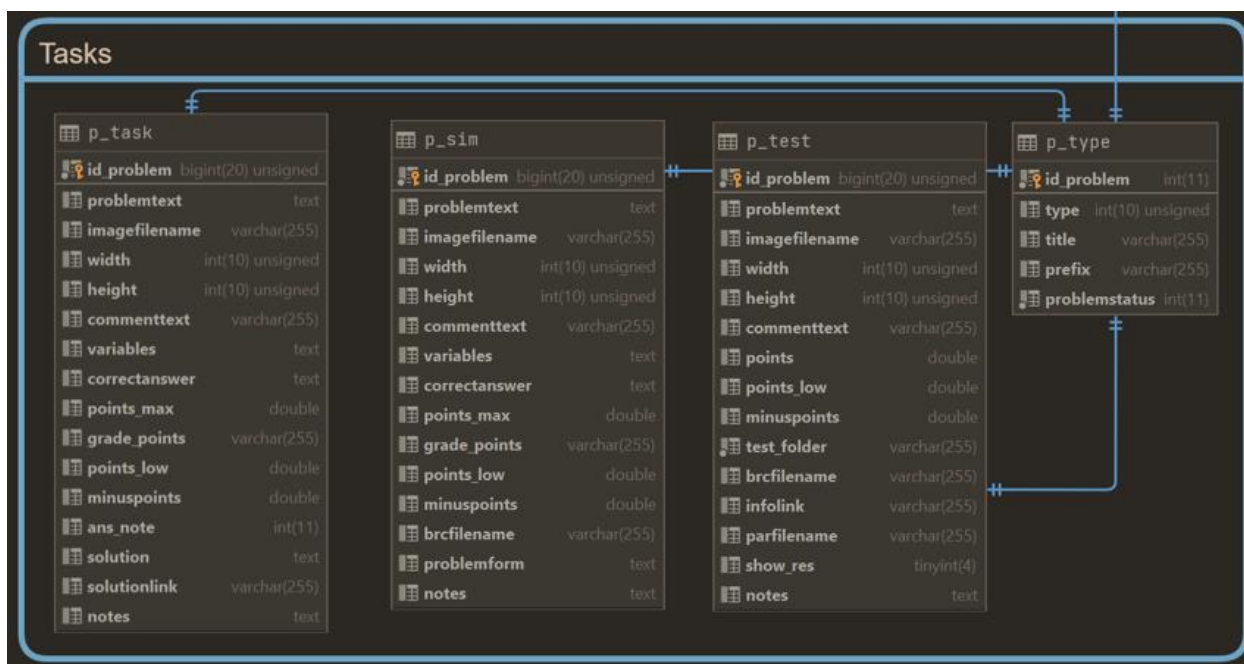 Tasks
p_task
id_problem bigint(20) unsigned
problemtext text
imagefilename varchar(255)
width int(10) unsigned
height int(10) unsigned
commenttext varchar(255)
variables text
correctanswer text
points_max double
grade_points varchar(255)
points_low double
minuspoints double
ans_note int(11)
solution text
solutionlink varchar(255)
notes text
p_sim
id_problem bigint(20) unsigned
problemtext text
imagefilename varchar(255)
width int(10) unsigned
height int(10) unsigned
commenttext varchar(255)
variables text
correctanswer text
points_max double
grade_points varchar(255)
points_low double
minuspoints double
brcfilename varchar(255)
problemform text
notes text
p_test
id_problem bigint(20) unsigned
problemtext text
imagefilename varchar(255)
width int(10) unsigned
height int(10) unsigned
commenttext varchar(255)
points double
points_low double
minuspoints double
test_folder varchar(255)
brcfilename varchar(255)
infolink varchar(255)
parfilename varchar(255)
show_res tinyint(4)
notes text
p_type
id_problem int(11)
type int(10) unsigned
title varchar(255)
prefix varchar(255)
problemstatus int(11)